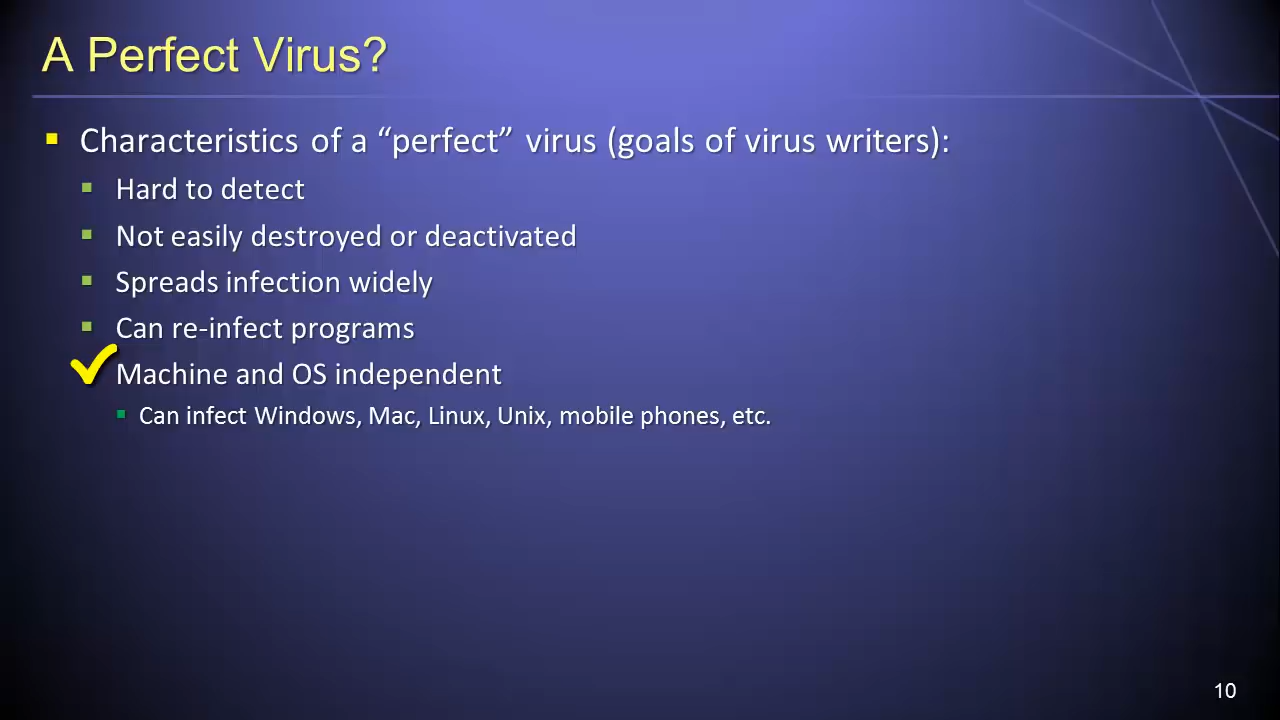 A Perfect Virus?
Characteristics of a “perfect” virus (goals of virus writers):
Hard to detect
Not easily destroyed or deactivated
Spreads infection widely
Can re-infect programs
Machine and OS independent
Can infect Windows, Mac, Linux, Unix, mobile phones, etc.
10